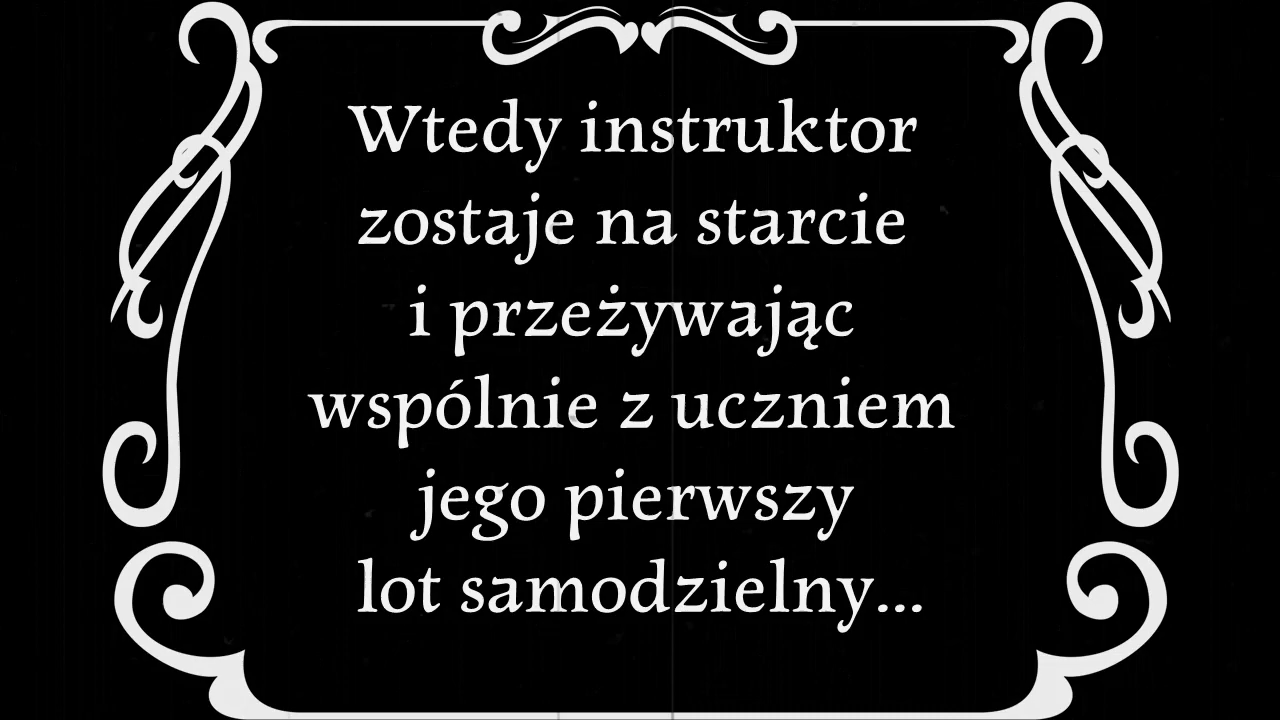 Wtedy instruktor
zostaje na starcie
i przeżywając
wspólnie z uczniem
jego pierwszy
lot samodzielny...